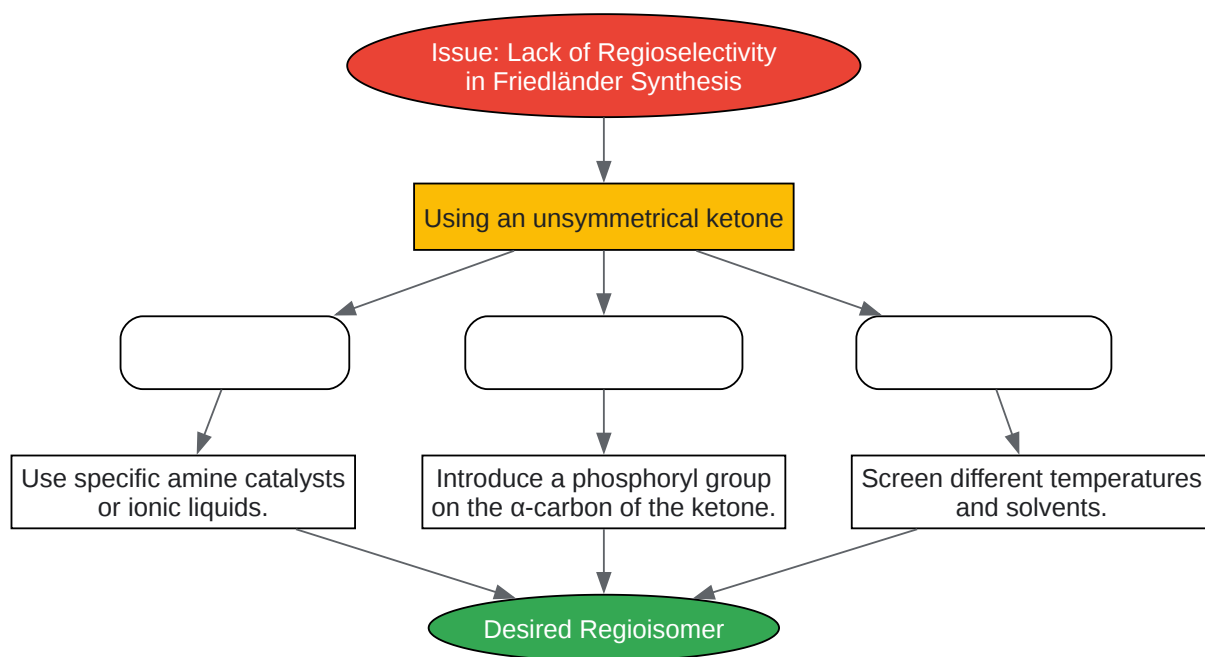 Issue: Lack of Regioselectivity
in Friedländer Synthesis
Using an unsymmetrical ketone
Use specific amine catalysts
or ionic liquids.
Introduce a phosphoryl group
on the α-carbon of the ketone.
Screen different temperatures
and solvents.
Desired Regioisomer